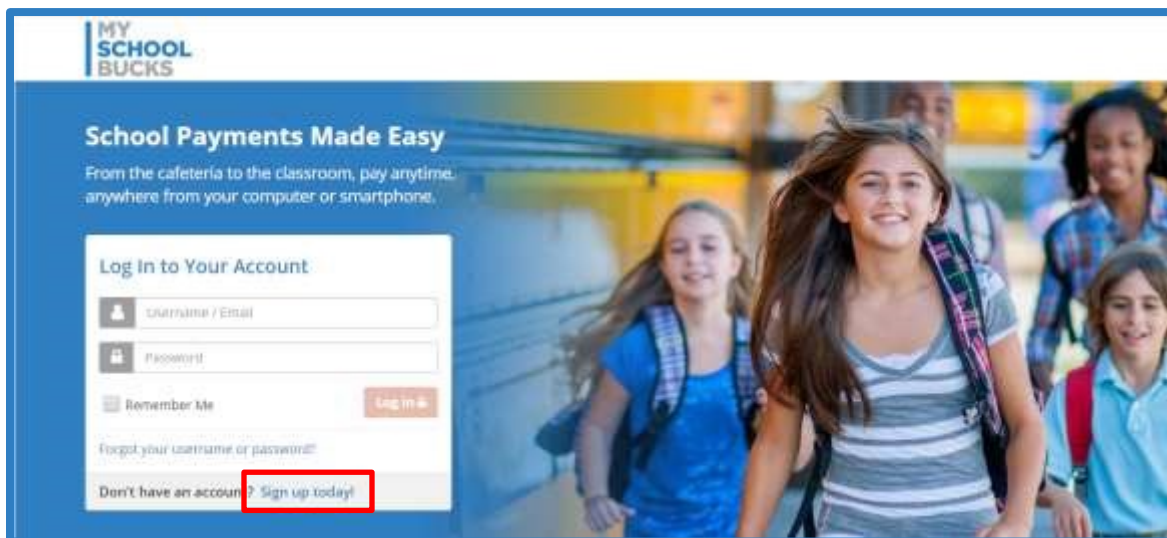 MY
SCHOOL
BUCKS
School Payments Made Easy
From the cafeteria to the classroom, pay anytime,
anywhere from your computer or smartphone.
Log In to Your Account
Username / Email
Password
Remember Me
Log in
Forgot your username or password?
Don't have an account? Sign up today!